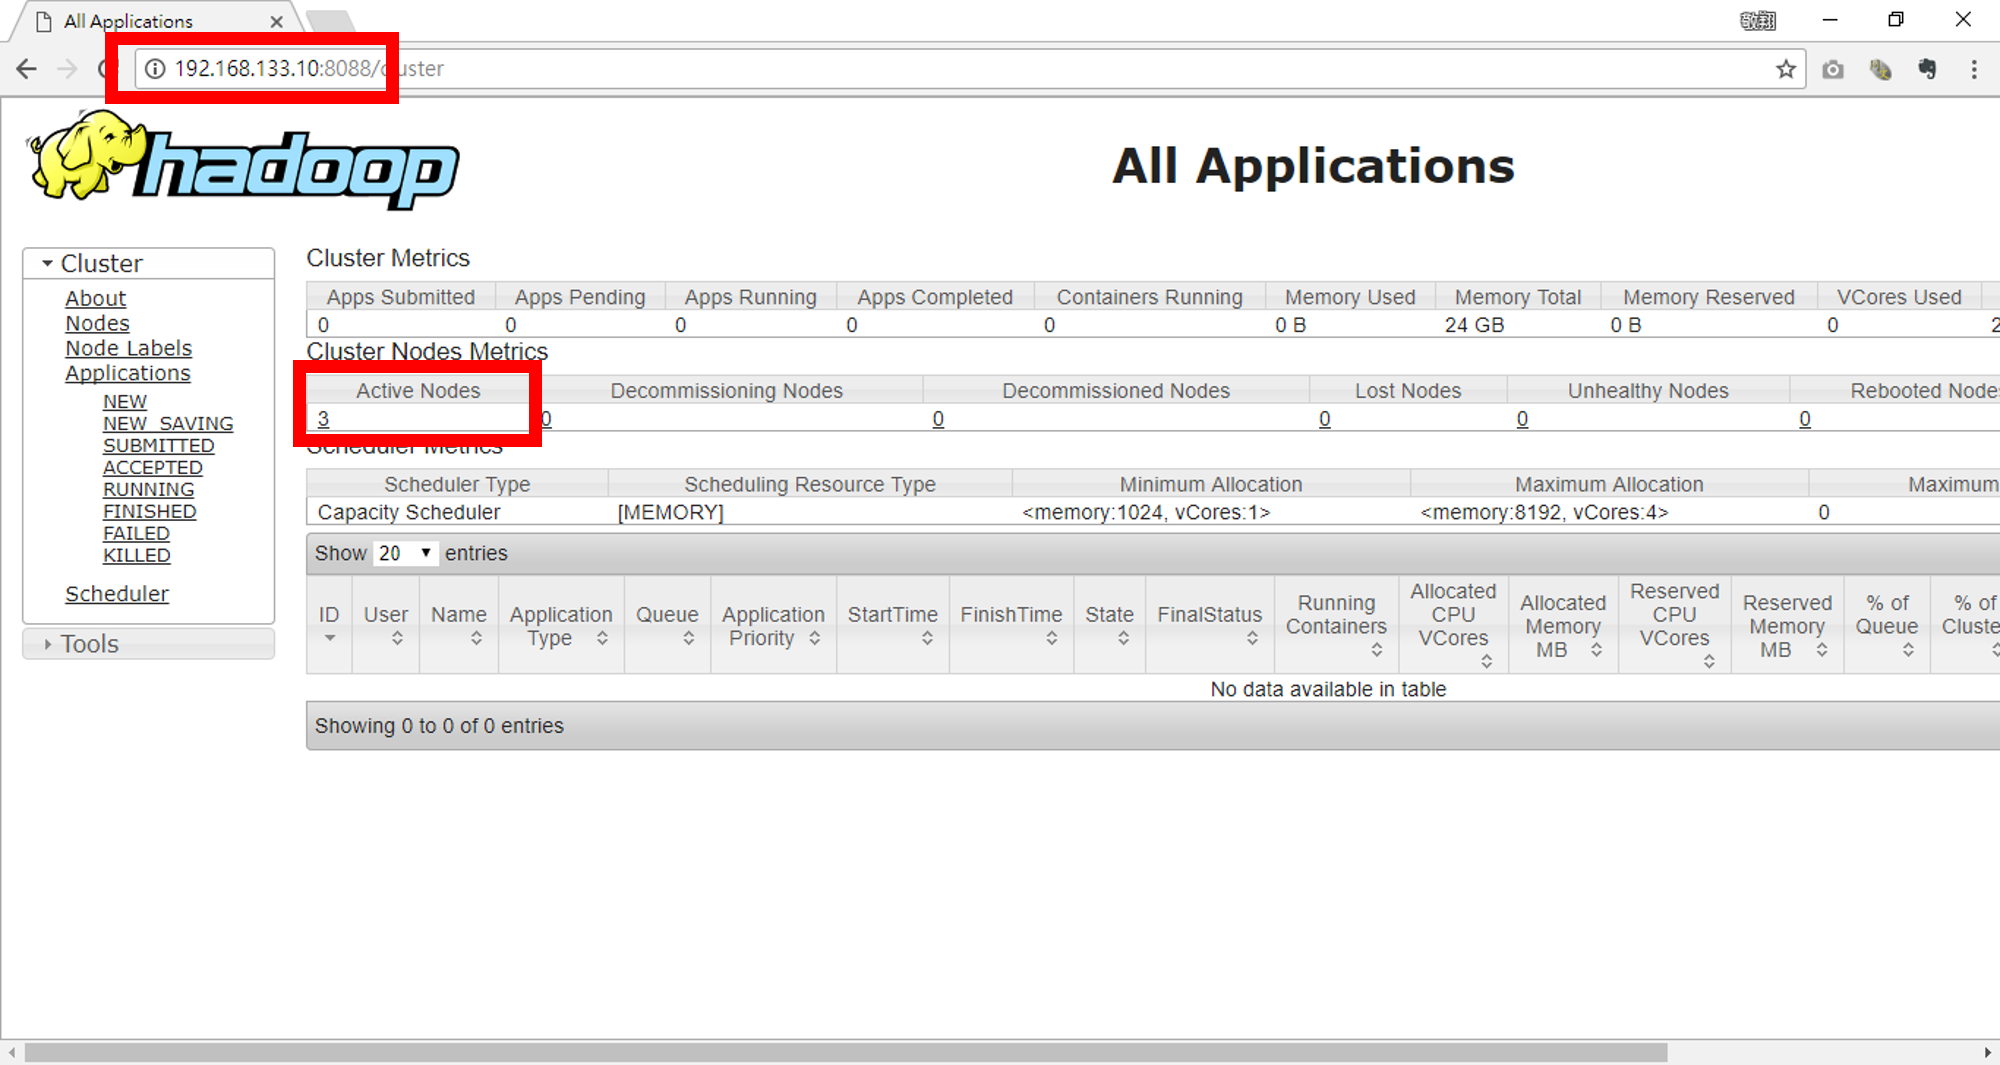 All Applications
敬翔
192.168.133.10:8088/cluster
hadoop
All Applications
Cluster
About
Nodes
Node Labels
Applications
NEW
NEW_SAVING
SUBMITTED
ACCEPTED
RUNNING
FINISHED
FAILED
KILLED
Scheduler
Tools
Cluster Metrics
Apps Submitted Apps Pending Apps Running Apps Completed Containers Running Memory Used Memory Total Memory Reserved VCores Used
0 0 0 0 0 0 B 24 GB 0 B 0 2
Cluster Nodes Metrics
Active Nodes Decommissioning Nodes Decommissioned Nodes Lost Nodes Unhealthy Nodes Rebooted Nodes
3 0 0 0 0 0
Scheduler Metrics
Scheduler Type Scheduling Resource Type Minimum Allocation Maximum Allocation Maximum
Capacity Scheduler [MEMORY] <memory:1024, vCores:1> <memory:8192, vCores:4> 0
Show 20 entries
ID User Name Application Type Queue Application Priority StartTime FinishTime State FinalStatus Running Containers Allocated CPU VCores Allocated Memory MB Reserved CPU VCores Reserved Memory MB % of Queue % of Cluste
No data available in table
Showing 0 to 0 of 0 entries